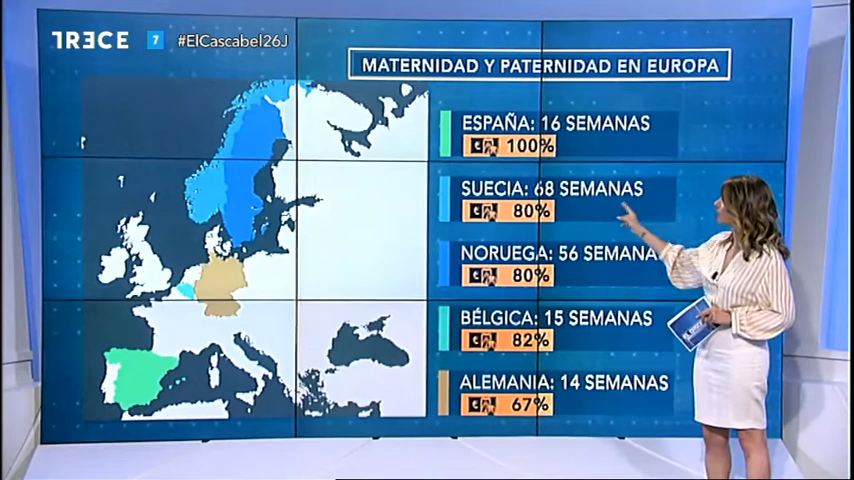 TRECE
7
#ElCascabel26J
MATERNIDAD Y PATERNIDAD EN EUROPA
ESPAÑA: 16 SEMANAS
100%
SUECIA: 68 SEMANAS
80%
NORUEGA: 56 SEMANAS
80%
BÉLGICA: 15 SEMANAS
82%
ALEMANIA: 14 SEMANAS
67%